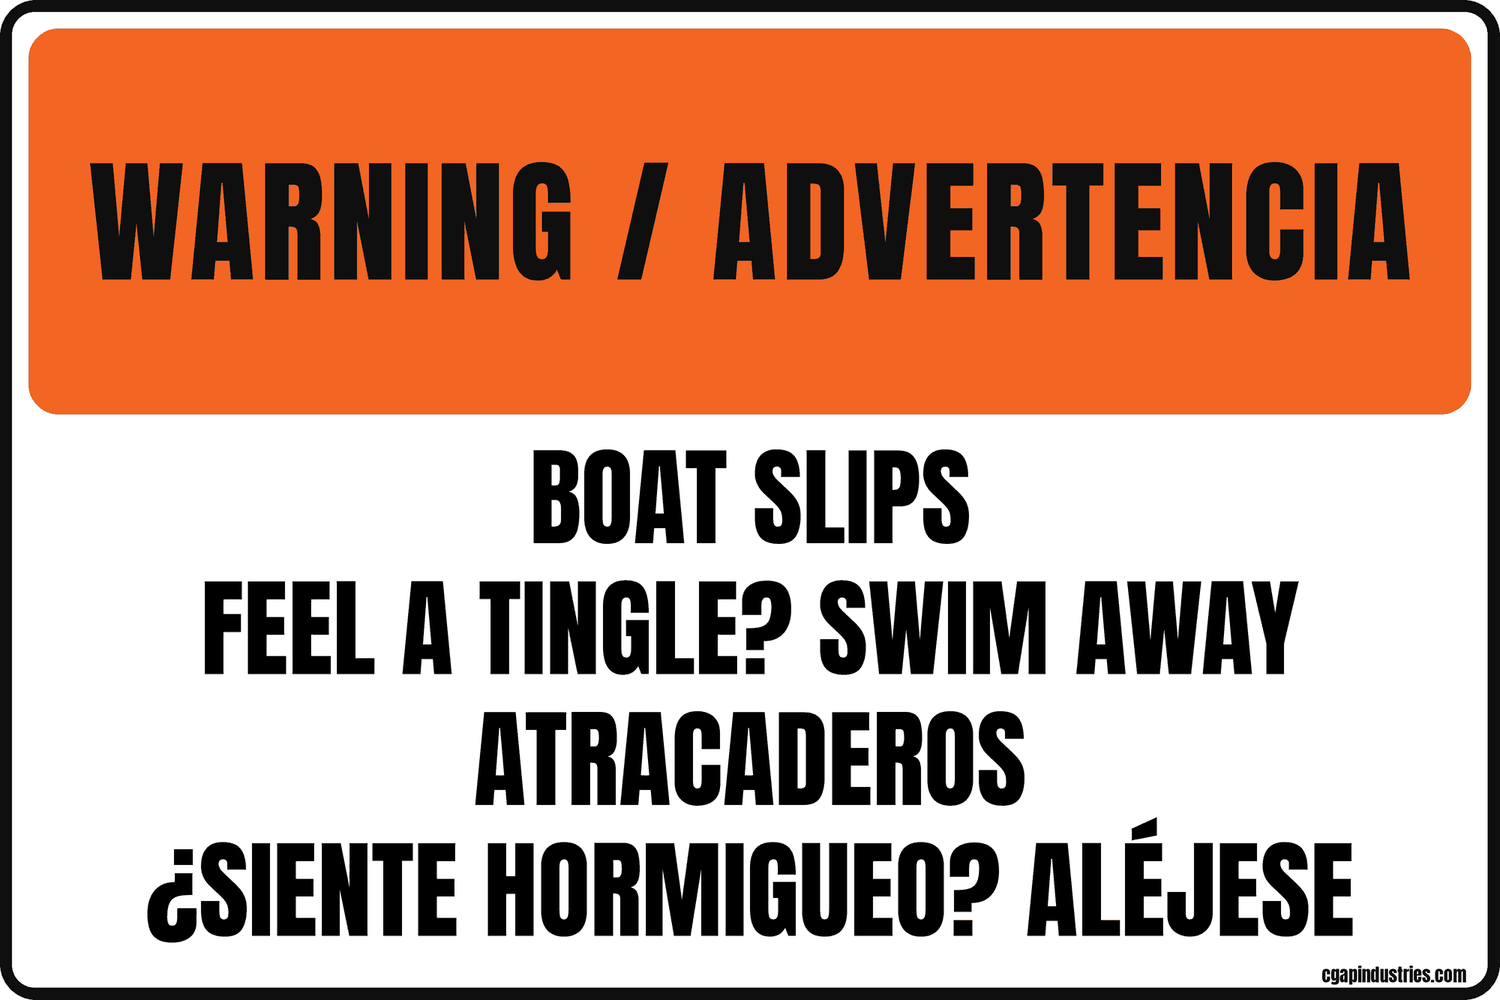 WARNING / ADVERTENCIA
BOAT SLIPS
FEEL A TINGLE? SWIM AWAY
ATRACADEROS
¿SIENTE HORMIGUEO? ALÉJESE
cgapindustries.com